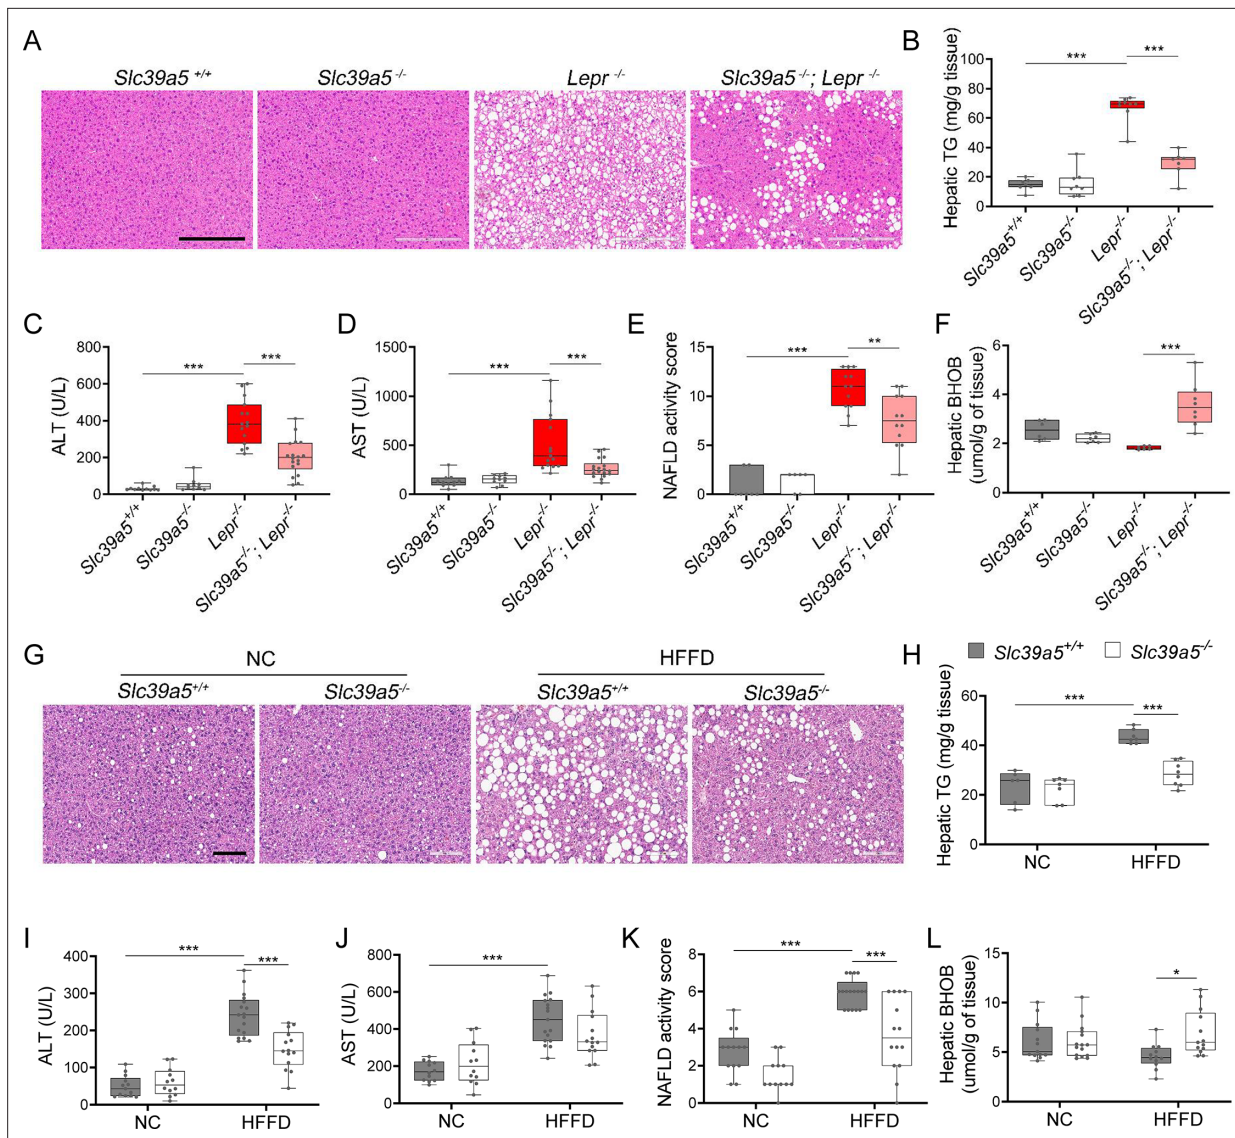 A
Slc39a5 +/+
Slc39a5 -/-
Lepr -/-
Slc39a5 -/-; Lepr -/-
B
Hepatic TG (mg/g tissue)
100
80
60
40
20
0
***
***
Slc39a5+/+
Slc39a5-/-
Lepr-/-
Slc39a5-/-; Lepr-/-
C
ALT (U/L)
800
600
400
200
0
***
***
Slc39a5+/+
Slc39a5-/-
Lepr-/-
Slc39a5-/-; Lepr-/-
D
AST (U/L)
1500
1000
500
0
***
***
Slc39a5+/+
Slc39a5-/-
Lepr-/-
Slc39a5-/-; Lepr-/-
E
NAFLD activity score
15
10
5
0
***
**
Slc39a5+/+
Slc39a5-/-
Lepr-/-
Slc39a5-/-; Lepr-/-
F
Hepatic BHOB
(umol/g of tissue)
6
4
2
0
***
Slc39a5+/+
Slc39a5-/-
Lepr-/-
Slc39a5-/-; Lepr-/-
G
NC
HFFD
Slc39a5+/+
Slc39a5-/-
Slc39a5+/+
Slc39a5-/-
H
Slc39a5+/+
Slc39a5-/-
Hepatic TG (mg/g tissue)
60
40
20
0
***
***
NC
HFFD
I
ALT (U/L)
400
300
200
100
0
***
***
NC
HFFD
J
AST (U/L)
800
600
400
200
0
***
NC
HFFD
K
NAFLD activity score
8
6
4
2
0
***
***
NC
HFFD
L
Hepatic BHOB
(umol/g of tissue)
15
10
5
0
*
NC
HFFD